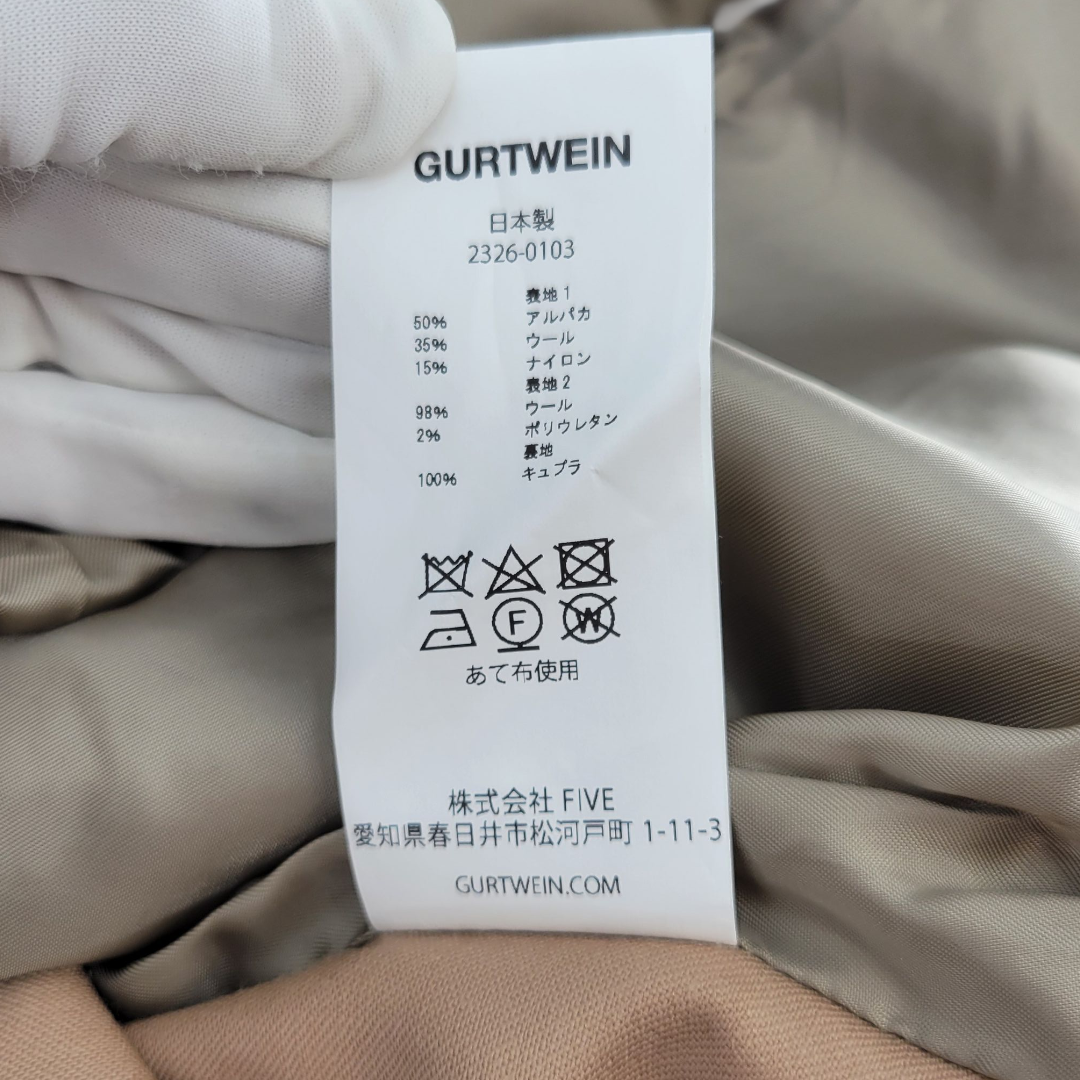 GURTWEIN
日本製
2326-0103
表地1
50% アルパカ
35% ウール
15% ナイロン
表地2
98% ウール
2% ポリウレタン
裏地
100% キュプラ
F W
あて布使用
株式会社 FIVE
愛知県春日井市松河戸町 1-11-3
GURTWEIN.COM